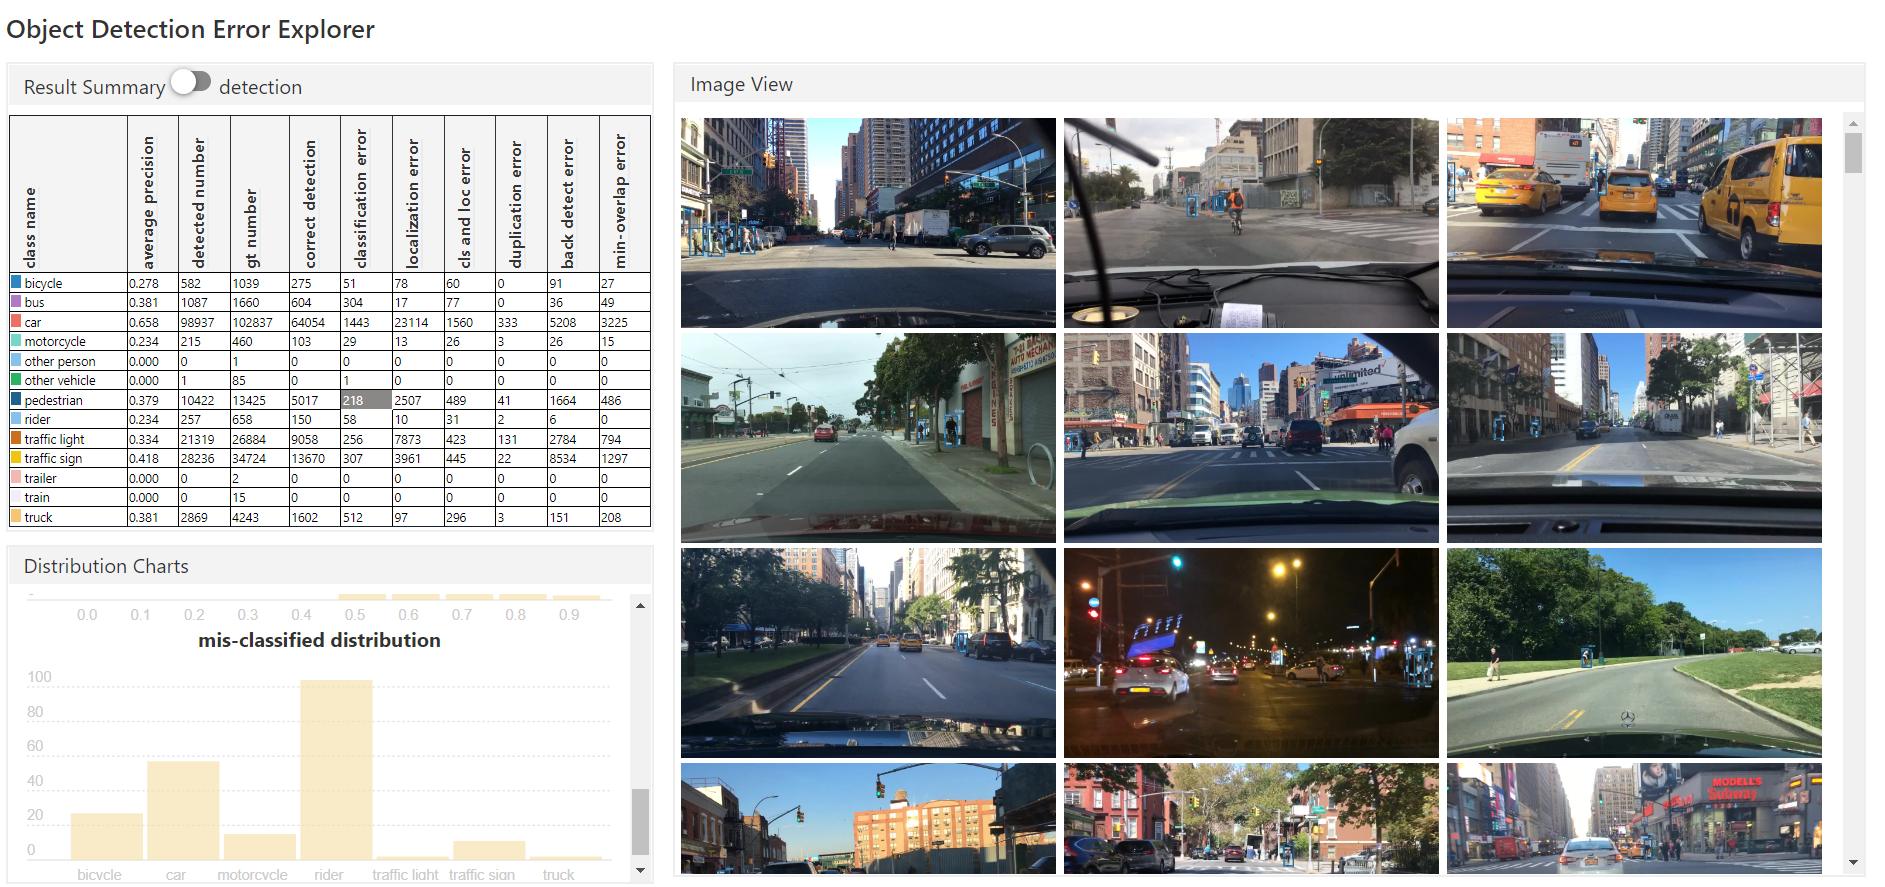 Object Detection Error Explorer
Result Summary detection
class name average precision detected number gt number corrrect detection classification error localization error cls and loc error duplication error back detect error min-overlap error
bicycle 0.278 582 1039 275 51 78 60 0 91 27
bus 0.381 1087 1660 604 304 17 77 0 36 49
car 0.658 98937 102837 64054 1443 23114 1560 333 5208 3225
motorcycle 0.234 215 460 103 29 13 26 3 26 15
other person 0.000 0 1 0 0 0 0 0 0 0
other vehicle 0.000 1 85 0 1 0 0 0 0 0
pedestrian 0.379 10422 13425 5017 218 2507 489 41 1664 486
rider 0.234 257 658 150 58 10 31 2 6 0
traffic light 0.334 21319 26884 9058 256 7873 423 131 2784 794
traffic sign 0.418 28236 34724 13670 307 3961 445 22 8534 1297
trailer 0.000 0 2 0 0 0 0 0 0 0
train 0.000 0 15 0 0 0 0 0 0 0
truck 0.381 2869 4243 1602 512 97 296 3 151 208
Distribution Charts
0.0 0.1 0.2 0.3 0.4 0.5 0.6 0.7 0.8 0.9
mis-classified distribution
100
80
60
40
20
0
bicycle car motorcycle rider traffic light traffic sign truck
Image View
AUTO MECHANIC
unlimited
MODELL'S
Subway